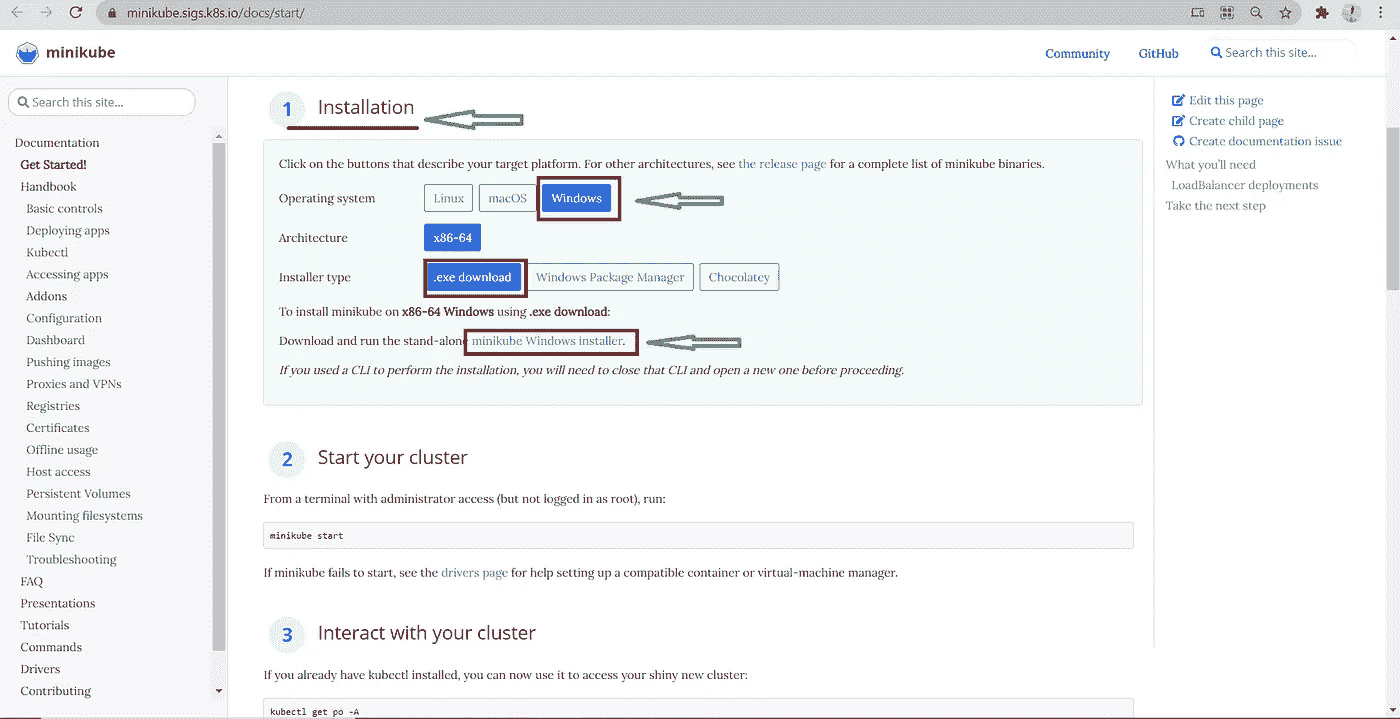 minikube.sigs.k8s.io/docs/start/
minikube
Community
GitHub
Search this site...
Search this site...
Documentation
Get Started!
Handbook
Basic controls
Deploying apps
Kubectl
Accessing apps
Addons
Configuration
Dashboard
Pushing images
Proxies and VPNs
Registries
Certificates
Offline usage
Host access
Persistent Volumes
Mounting filesystems
File Sync
Troubleshooting
FAQ
Presentations
Tutorials
Commands
Drivers
Contributing
1 Installation
Click on the buttons that describe your target platform. For other architectures, see the release page for a complete list of minikube binaries.
Operating system Linux macOS Windows
Architecture x86-64
Installer type .exe download Windows Package Manager Chocolatey
To install minikube on x86-64 Windows using .exe download:
Download and run the stand-alone minikube Windows installer.
If you used a CLI to perform the installation, you will need to close that CLI and open a new one before proceeding.
2 Start your cluster
From a terminal with administrator access (but not logged in as root), run:
minikube start
If minikube fails to start, see the drivers page for help setting up a compatible container or virtual-machine manager.
3 Interact with your cluster
If you already have kubectl installed, you can now use it to access your shiny new cluster:
kubectl get po -A
Edit this page
Create child page
Create documentation issue
What you'll need
LoadBalancer deployments
Take the next step